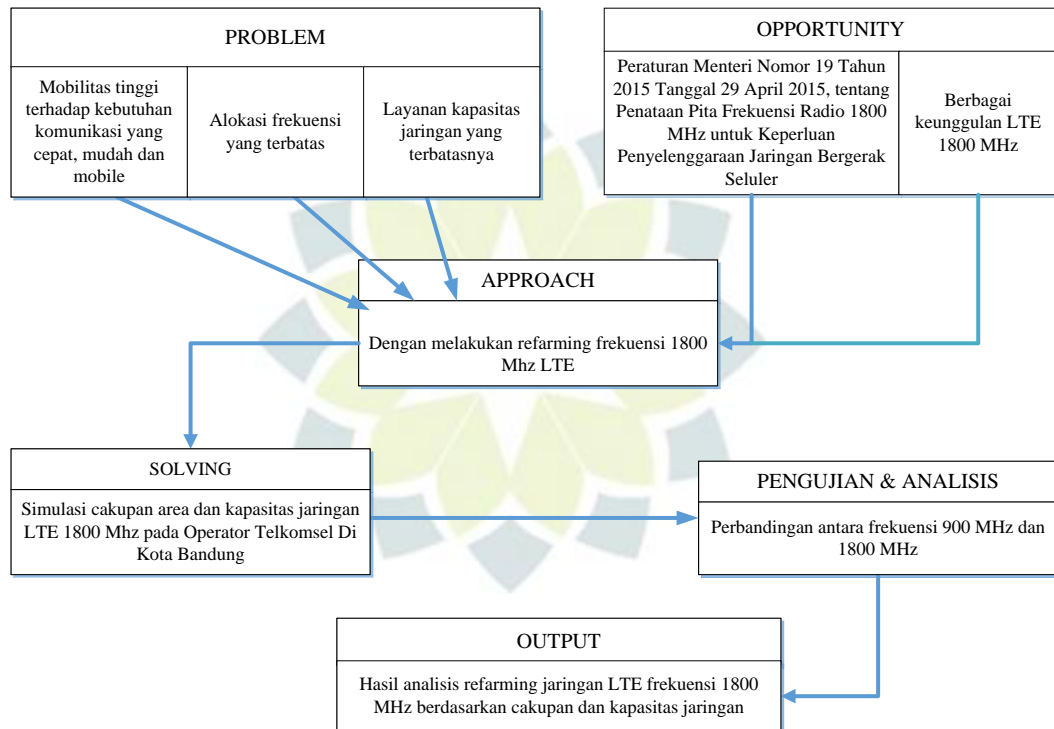 PROBLEM
Mobilitas tinggi
terhadap kebutuhan
komunikasi yang
cepat, mudah dan
mobile
Alokasi frekuensi
yang terbatas
Layanan kapasitas
jaringan yang
terbatasnya
OPPORTUNITY
Peraturan Menteri Nomor 19 Tahun
2015 Tanggal 29 April 2015, tentang
Penataan Pita Frekuensi Radio 1800
MHz untuk Keperluan
Penyelenggaraan Jaringan Bergerak
Seluler
Berbagai
keunggulan LTE
1800 MHz
APPROACH
Dengan melakukan refarming frekuensi 1800
Mhz LTE
SOLVING
Simulasi cakupan area dan kapasitas jaringan
LTE 1800 Mhz pada Operator Telkomsel Di
Kota Bandung
PENGUJIAN & ANALISIS
Perbandingan antara frekuensi 900 MHz dan
1800 MHz
OUTPUT
Hasil analisis refarming jaringan LTE frekuensi 1800
MHz berdasarkan cakupan dan kapasitas jaringan